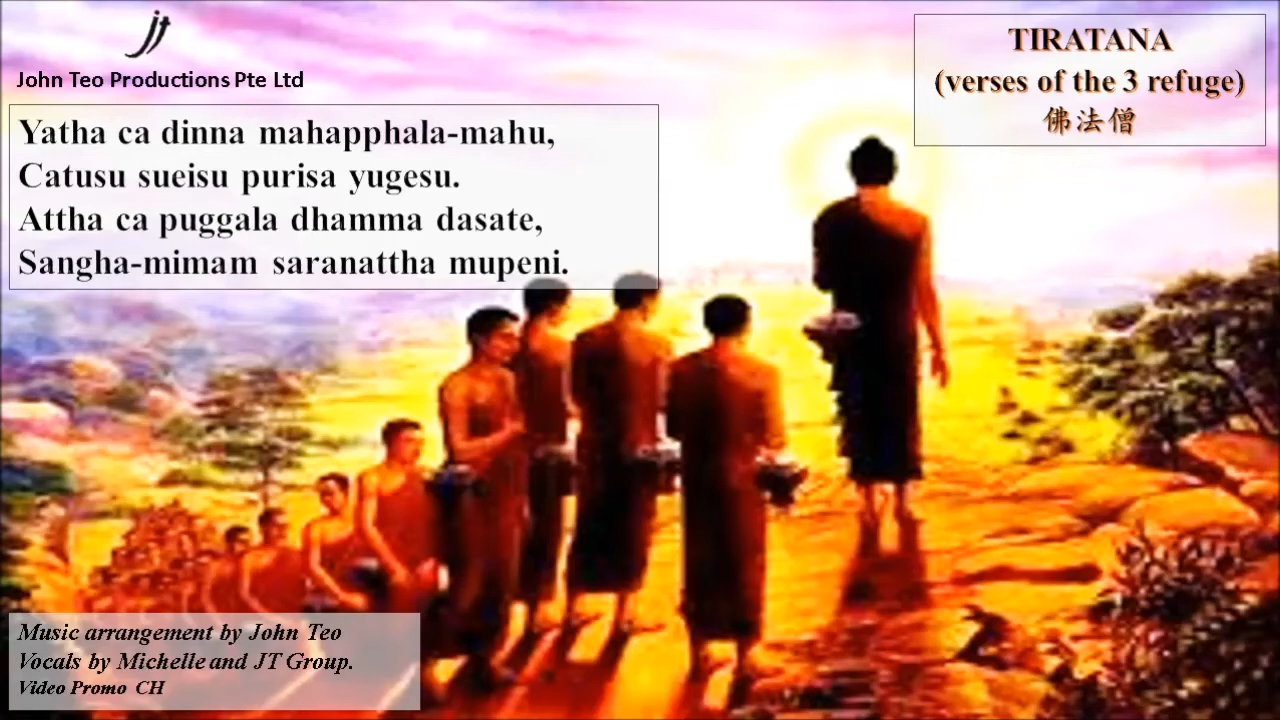 jt
John Teo Productions Pte Ltd
TIRATANA
(verses of the 3 refuge)
佛法僧
Yatha ca dinna mahapphala-mahu,
Catusu sueisu purisa yugesu.
Attha ca puggala dhamma dasate,
Sangha-mimam saranattha mupeni.
Music arrangement by John Teo
Vocals by Michelle and JT Group.
Video Promo CH